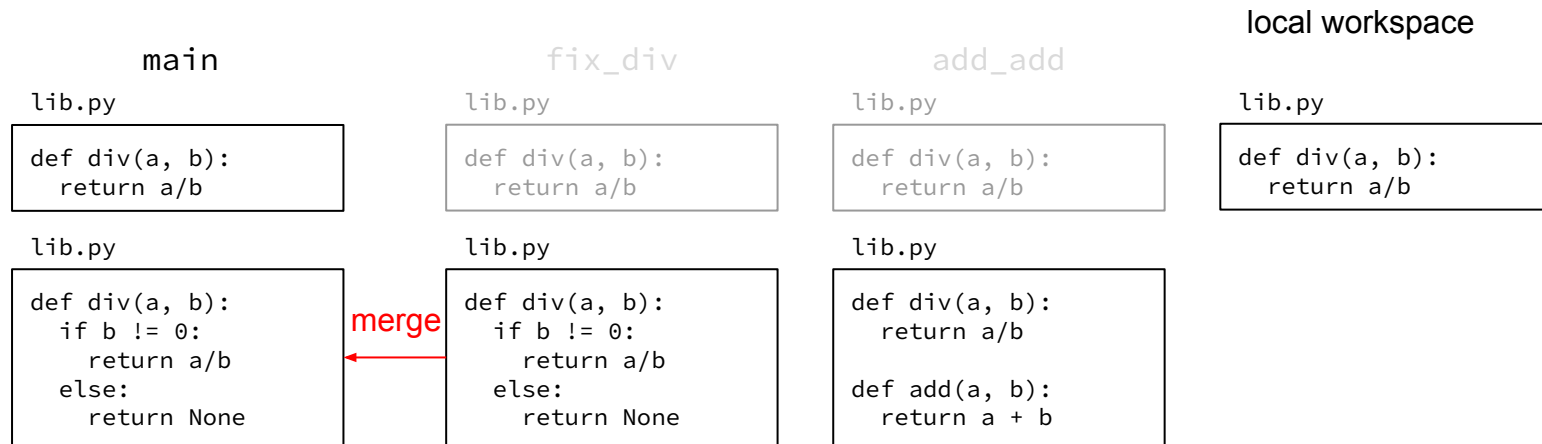 local workspace
main
fix_div
add_add
lib.py
def div(a, b):
  return a/b
lib.py
def div(a, b):
  return a/b
lib.py
def div(a, b):
  return a/b
lib.py
def div(a, b):
  return a/b
lib.py
def div(a, b):
  if b != 0:
    return a/b
  else:
    return None
merge
lib.py
def div(a, b):
  if b != 0:
    return a/b
  else:
    return None
lib.py
def div(a, b):
  return a/b
def add(a, b):
  return a + b